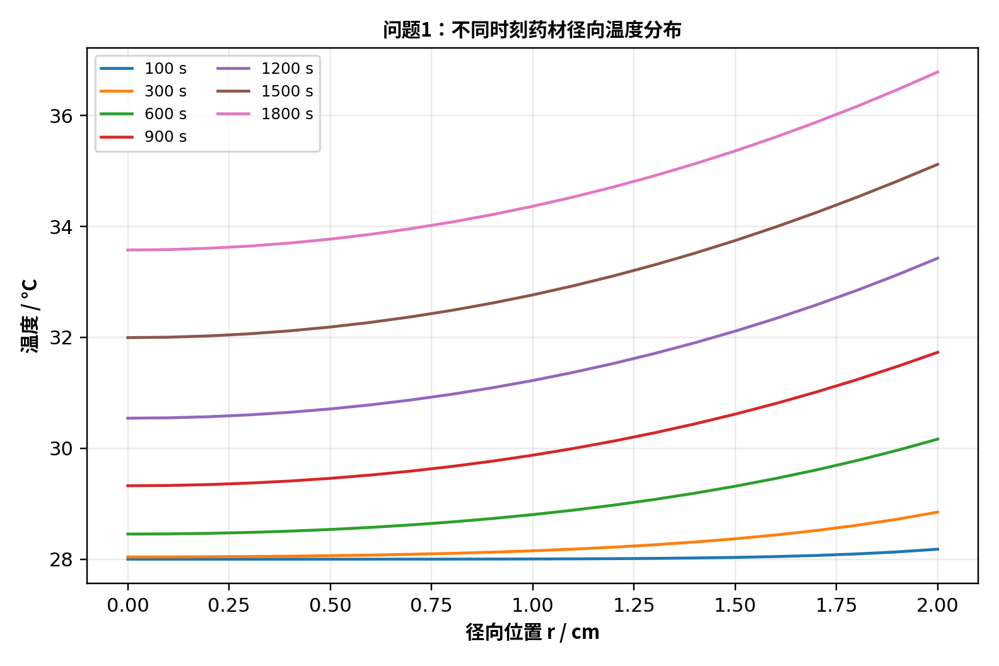 问题1：不同时刻药材径向温度分布
100 s
300 s
600 s
900 s
1200 s
1500 s
1800 s
温度 / °C
36
34
32
30
28
0.00 0.25 0.50 0.75 1.00 1.25 1.50 1.75 2.00
径向位置 r / cm